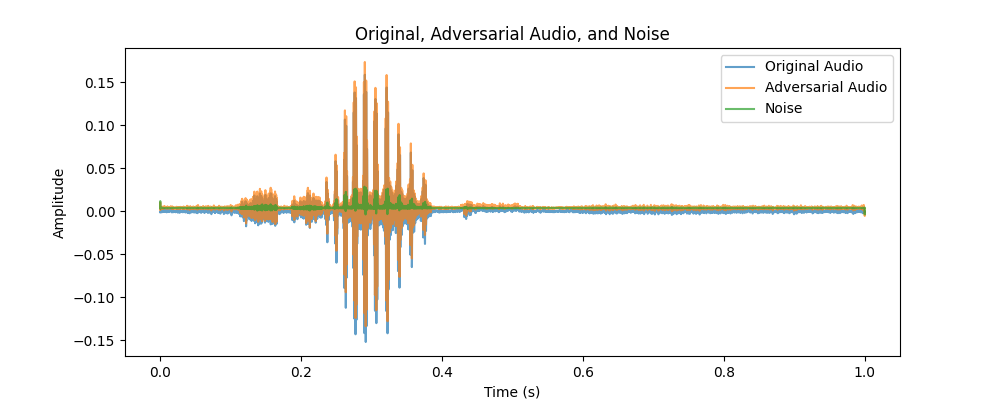 Original, Adversarial Audio, and Noise
Original Audio
Adversarial Audio
Noise
Amplitude
0.15
0.10
0.05
0.00
−0.05
−0.10
−0.15
0.0 0.2 0.4 0.6 0.8 1.0
Time (s)